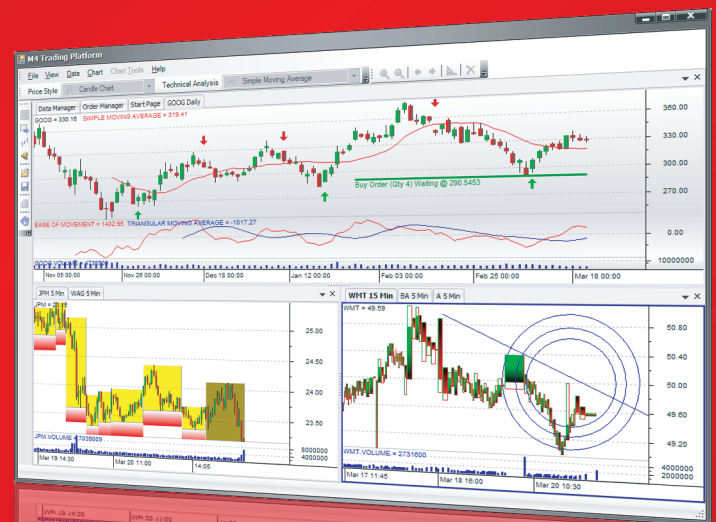 M4 Trading Platform
File View Data Chart Chart Tools Help
Price Style Candle Chart Technical Analysis Simple Moving Average
Data Manager Order Manager Start Page GOOG Daily
GOOG = 330.16 SIMPLE MOVING AVERAGE = 319.41
360.00
330.00
300.00
270.00
Buy Order (Qty 4) Waiting @ 290.5453
EASE OF MOVEMENT = 1402.95 TRIANGULAR MOVING AVERAGE = -1017.27
0.00
GOOG.VOLUME
10000000
Nov 05 00:00 Nov 26 00:00 Dec 18 00:00 Jan 12 00:00 Feb 03 00:00 Feb 25 00:00 Mar 18 00:00
JPM 5 Min WAG 5 Min
JPM
25.00
24.50
24.00
23.50
JPM.VOLUME = 7038009
8000000
4000000
Mar 19 14:30 Mar 20 11:00 14:05
WMT 15 Min BA 5 Min A 5 Min
WMT = 49.59
50.80
50.40
50.00
49.60
49.20
WMT.VOLUME = 2731600
4000000
2000000
Mar 17 11:45 Mar 18 16:00 Mar 20 10:30